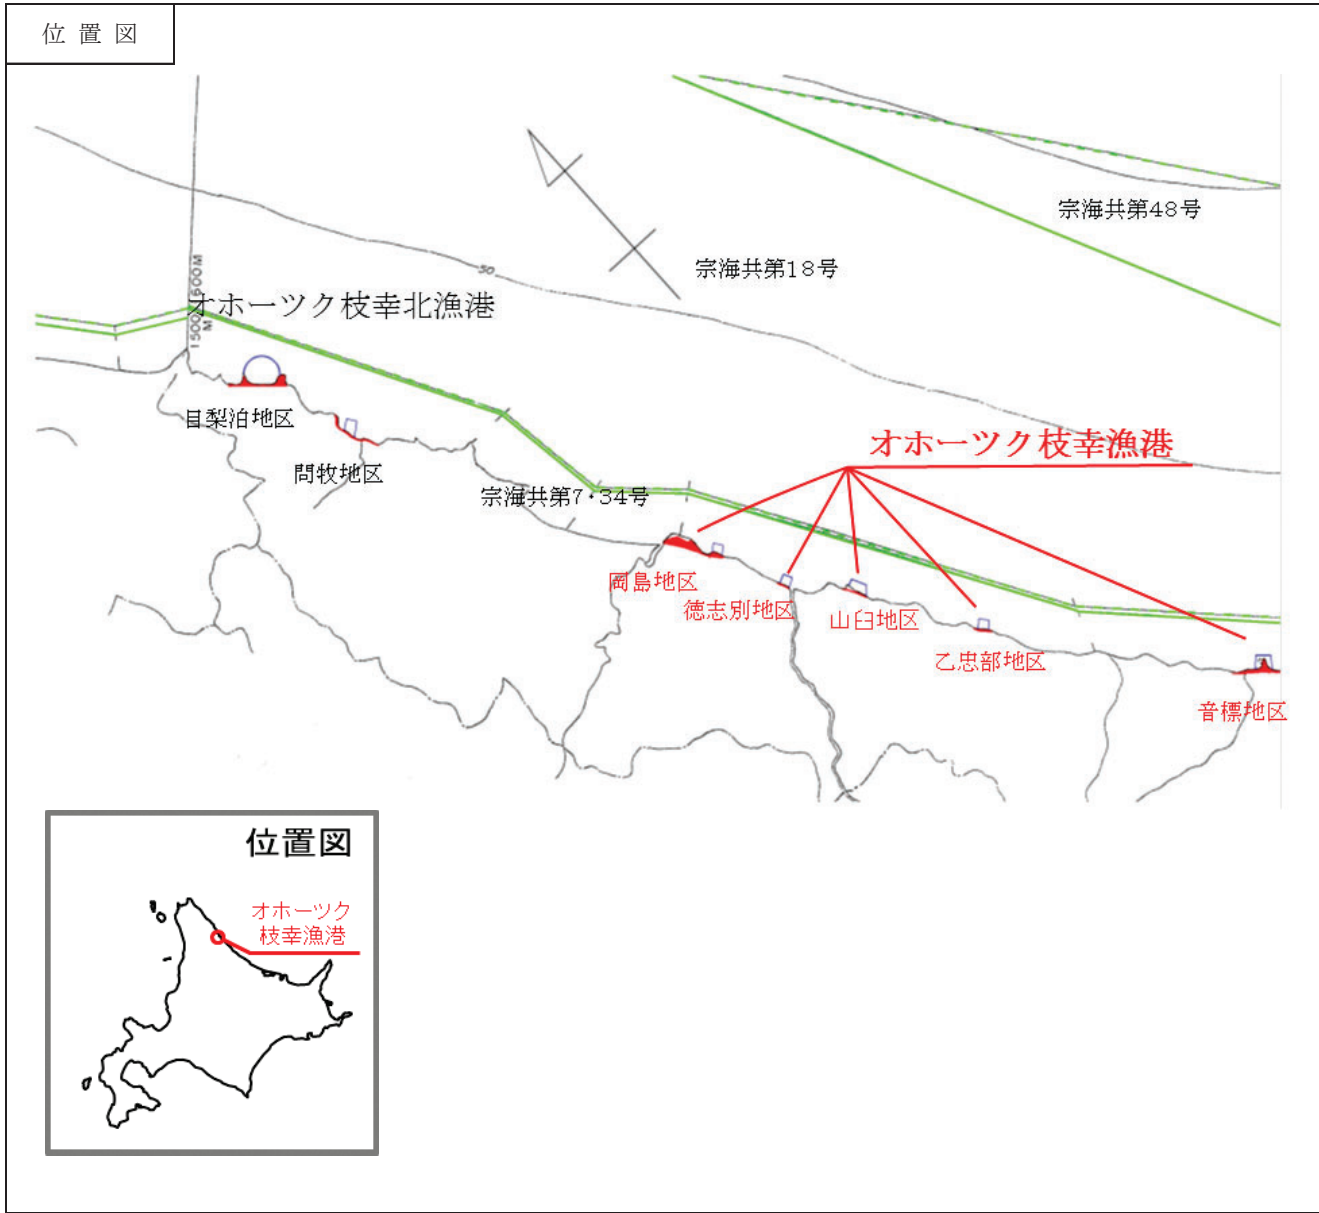 位置図
宗海共第48号
宗海共第18号
50
600M
1500M
オホーツク枝幸北漁港
目梨泊地区
問牧地区
オホーツク枝幸漁港
宗海共第7・34号
岡島地区
徳志別地区
山臼地区
乙忠部地区
音標地区
位置図
オホーツク
枝幸漁港